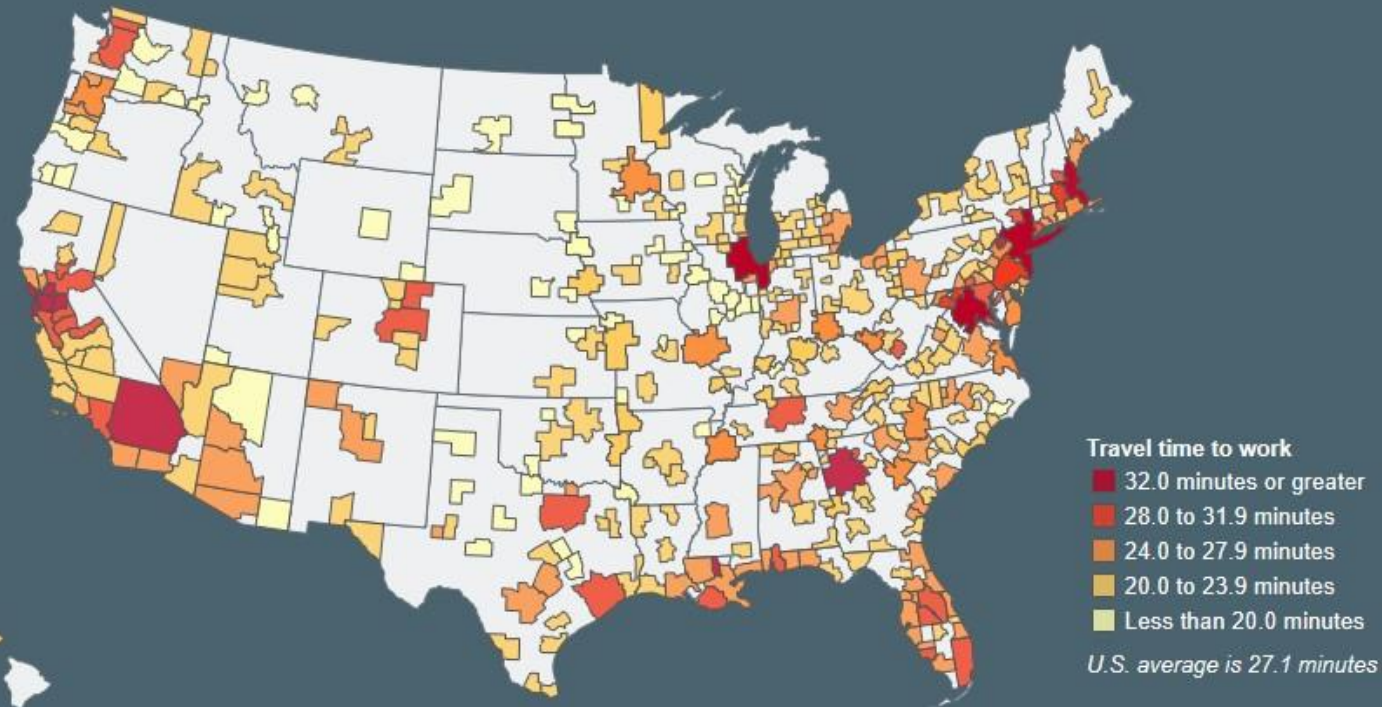 Travel time to work
32.0 minutes or greater
28.0 to 31.9 minutes
24.0 to 27.9 minutes
20.0 to 23.9 minutes
Less than 20.0 minutes
U.S. average is 27.1 minutes